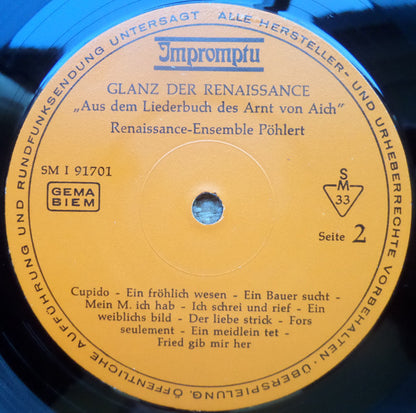 UNTERSAGT · ALLE HERSTELLER- UND URHEBERRECHTE VORBEHALTEN · ÜBERSPIELUNG, ÖFFENTLICHE AUFFÜHRUNG UND RUNDFUNKSENDUNG
Impromptu
GLANZ DER RENAISSANCE
„Aus dem Liederbuch des Arnt von Aich"
Renaissance-Ensemble Pöhlert
SM I 91701
GEMA
BIEM
S
M
33
Seite 2
Cupido - Ein fröhlich wesen - Ein Bauer sucht -
Mein M. ich hab - Ich schrei und rief - Ein
weiblichs bild - Der liebe strick - Fors
seulement - Ein meidlein tet -
Fried gib mir her